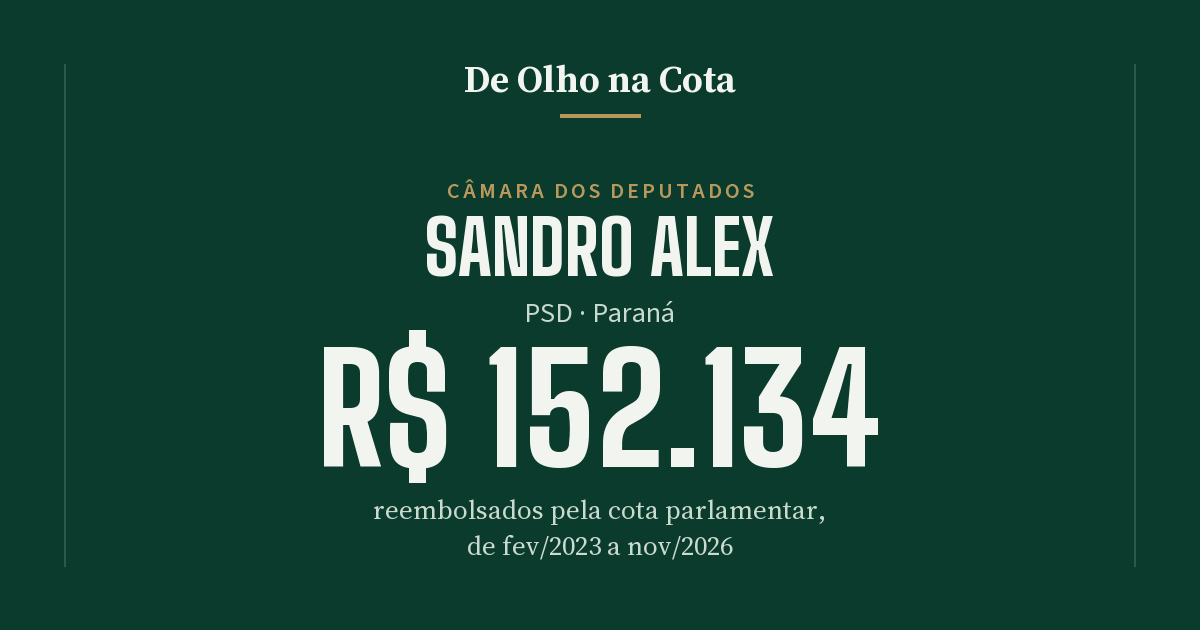 De Olho na Cota
CÂMARA DOS DEPUTADOS
SANDRO ALEX
PSD · Paraná
R$ 152.134
reembolsados pela cota parlamentar,
de fev/2023 a nov/2026